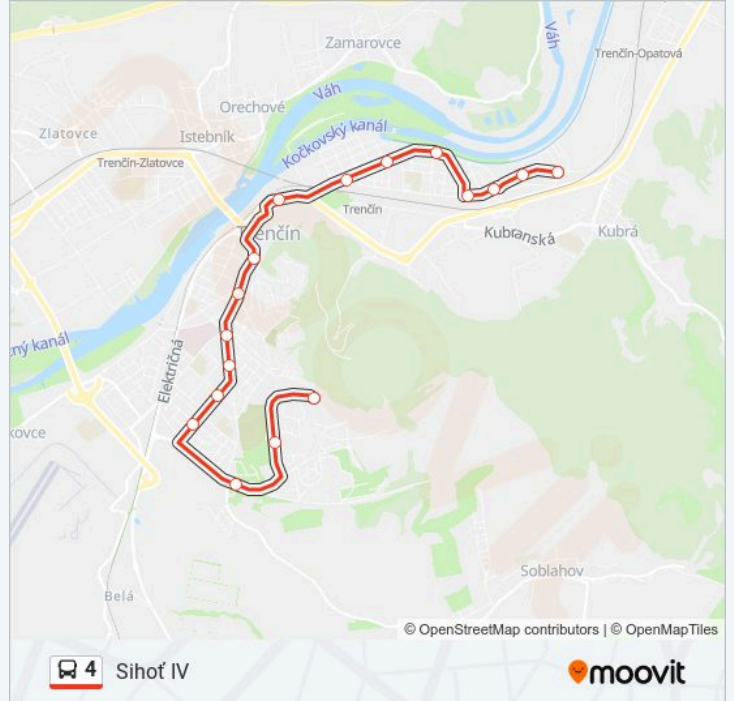 Zamarovce
Váh
Trenčín-Opatová
Váh
Orechové
Zlatovce
Istebník
Kočkovský kanál
Trenčín-Zlatovce
Trenčín
Trenčín
Kubranská
Kubrá
ný kanál
Električná
kovce
Soblahov
Belá
© OpenStreetMap contributors | © OpenMapTiles
4 Sihoť IV
moovit